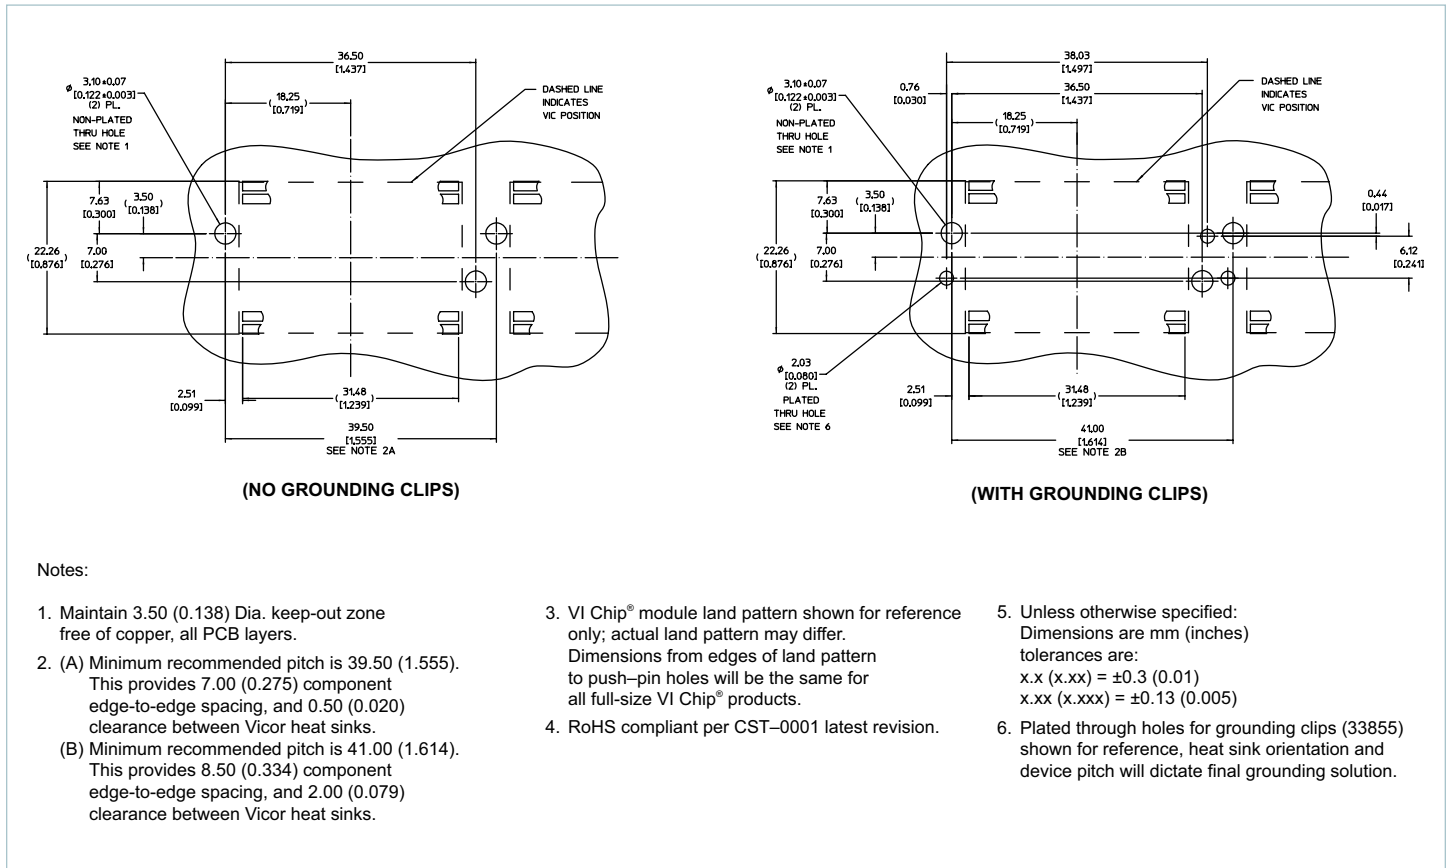 36.50
[1.437]
ø 3.10±0.07
[0.122±0.003]
(2) PL.
NON-PLATED
THRU HOLE
SEE NOTE 1
(18.25)
[0.719]
DASHED LINE
INDICATES
VIC POSITION
7.63
[0.300]
(3.50)
[0.138]
(22.26)
[0.876]
7.00
[0.276]
2.51
[0.099]
(31.48)
[1.239]
39.50
[1.555]
SEE NOTE 2A
(NO GROUNDING CLIPS)
38.03
[1.497]
ø 3.10±0.07
[0.122±0.003]
(2) PL.
NON-PLATED
THRU HOLE
SEE NOTE 1
0.76
[0.030]
36.50
[1.437]
(18.25)
[0.719]
DASHED LINE
INDICATES
VIC POSITION
7.63
[0.300]
(3.50)
[0.138]
0.44
[0.017]
(22.26)
[0.876]
7.00
[0.276]
6.12
[0.241]
ø 2.03
[0.080]
(2) PL.
PLATED
THRU HOLE
SEE NOTE 6
2.51
[0.099]
(31.48)
[1.239]
41.00
[1.614]
SEE NOTE 2B
(WITH GROUNDING CLIPS)
Notes:
1. Maintain 3.50 (0.138) Dia. keep-out zone
free of copper, all PCB layers.
2. (A) Minimum recommended pitch is 39.50 (1.555).
This provides 7.00 (0.275) component
edge-to-edge spacing, and 0.50 (0.020)
clearance between Vicor heat sinks.
(B) Minimum recommended pitch is 41.00 (1.614).
This provides 8.50 (0.334) component
edge-to-edge spacing, and 2.00 (0.079)
clearance between Vicor heat sinks.
3. VI Chip® module land pattern shown for reference
only; actual land pattern may differ.
Dimensions from edges of land pattern
to push–pin holes will be the same for
all full-size VI Chip® products.
4. RoHS compliant per CST–0001 latest revision.
5. Unless otherwise specified:
Dimensions are mm (inches)
tolerances are:
x.x (x.xx) = ±0.3 (0.01)
x.xx (x.xxx) = ±0.13 (0.005)
6. Plated through holes for grounding clips (33855)
shown for reference, heat sink orientation and
device pitch will dictate final grounding solution.